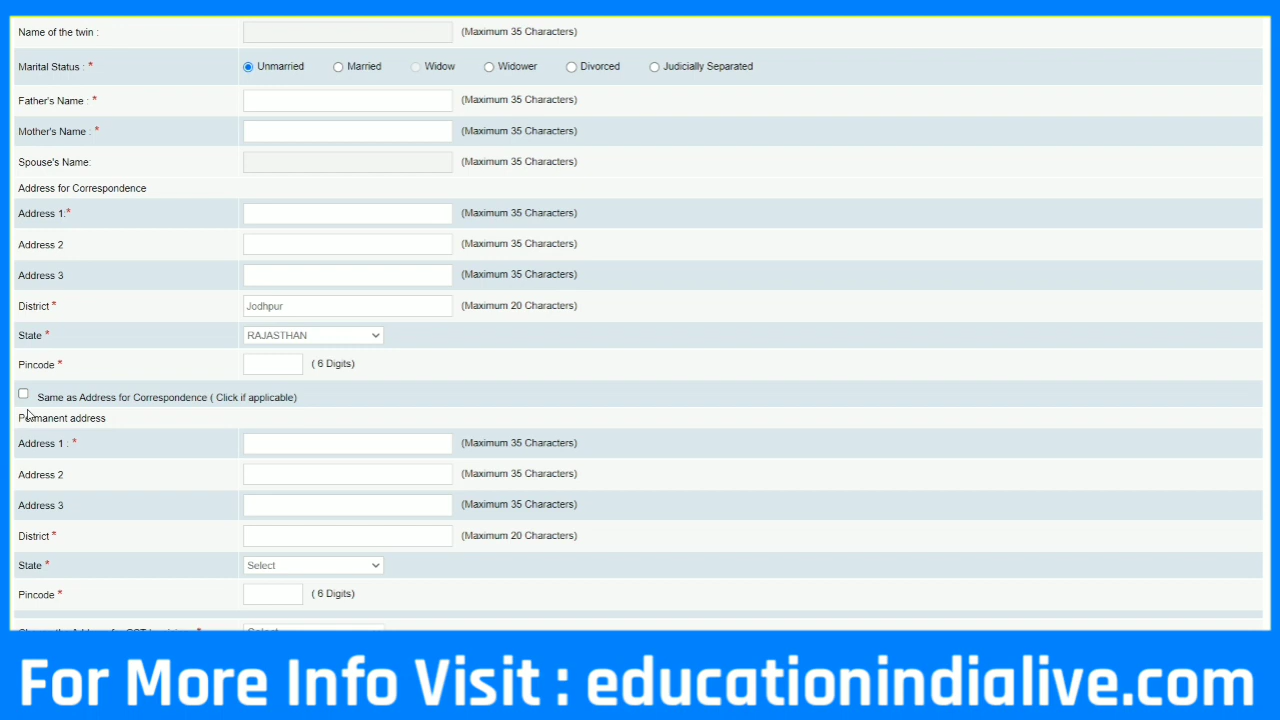 Name of the twin : (Maximum 35 Characters)
Marital Status : * Unmarried Married Widow Widower Divorced Judicially Separated
Father's Name : * (Maximum 35 Characters)
Mother's Name : * (Maximum 35 Characters)
Spouse's Name: (Maximum 35 Characters)
Address for Correspondence
Address 1:* (Maximum 35 Characters)
Address 2 (Maximum 35 Characters)
Address 3 (Maximum 35 Characters)
District * Jodhpur (Maximum 20 Characters)
State * RAJASTHAN
Pincode * ( 6 Digits)
Same as Address for Correspondence ( Click if applicable)
Permanent address
Address 1 : * (Maximum 35 Characters)
Address 2 (Maximum 35 Characters)
Address 3 (Maximum 35 Characters)
District * (Maximum 20 Characters)
State * Select
Pincode * ( 6 Digits)
For More Info Visit : educationindialive.com